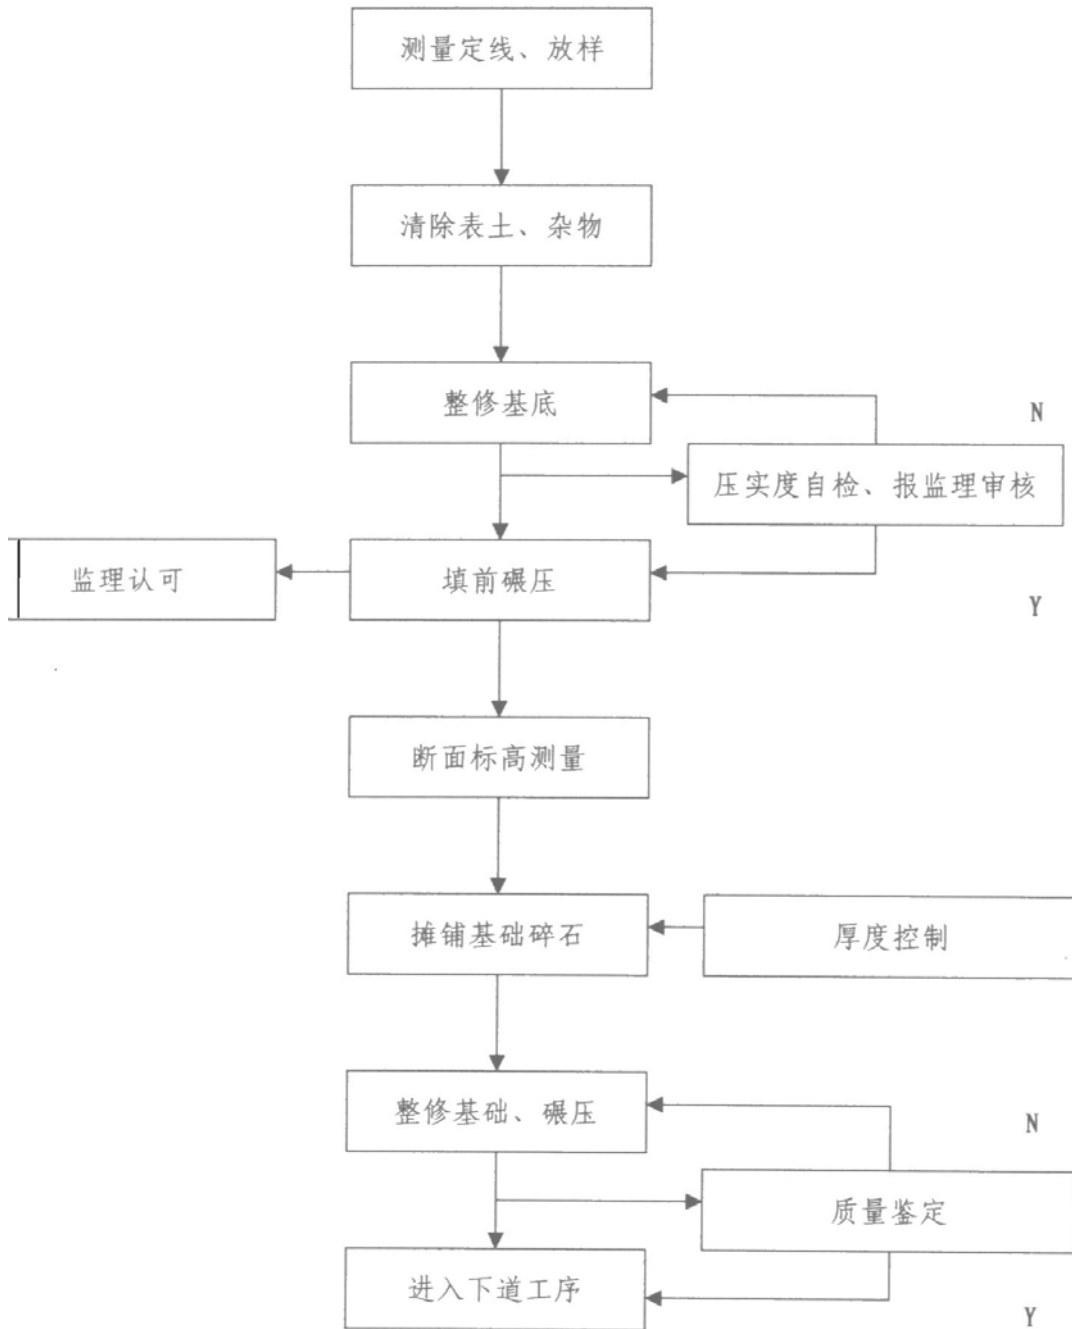 测量定线、放样
清除表土、杂物
整修基底
N
压实度自检、报监理审核
监理认可
填前碾压
Y
断面标高测量
摊铺基础碎石
厚度控制
整修基础、碾压
N
质量鉴定
进入下道工序
Y